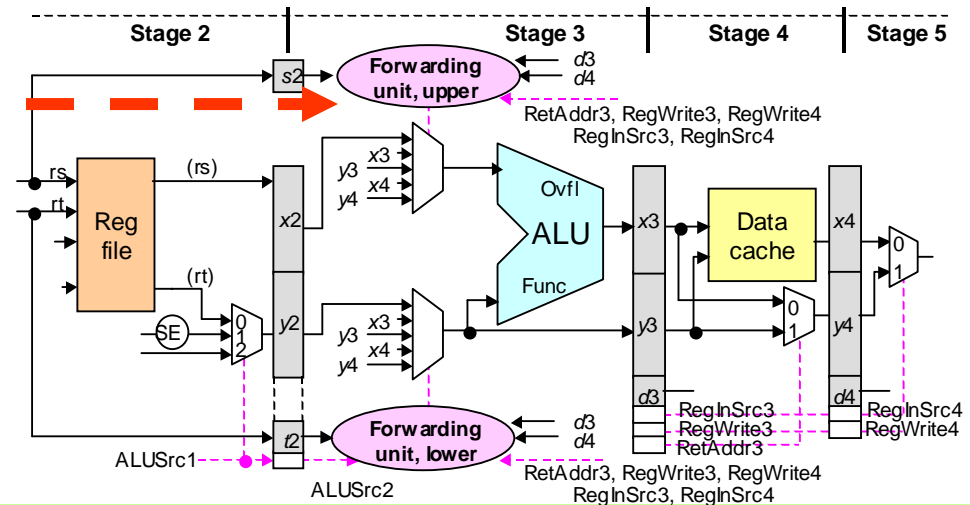 Stage 2
Stage 3
Stage 4
Stage 5
s2
Forwarding
unit, upper
d3
d4
RetAddr3, RegWrite3, RegWrite4
RegInSrc3, RegInSrc4
rs
rt
Reg
file
(rs)
(rt)
SE
0
1
2
x2
y2
x3
y3
x4
y4
x3
y3
x4
y4
Ovfl
ALU
Func
x3
y3
d3
Data
cache
0
1
x4
y4
d4
0
1
RegInSrc3
RegWrite3
RetAddr3
RegInSrc4
RegWrite4
t2
Forwarding
unit, lower
d3
d4
ALUSrc1
ALUSrc2
RetAddr3, RegWrite3, RegWrite4
RegInSrc3, RegInSrc4